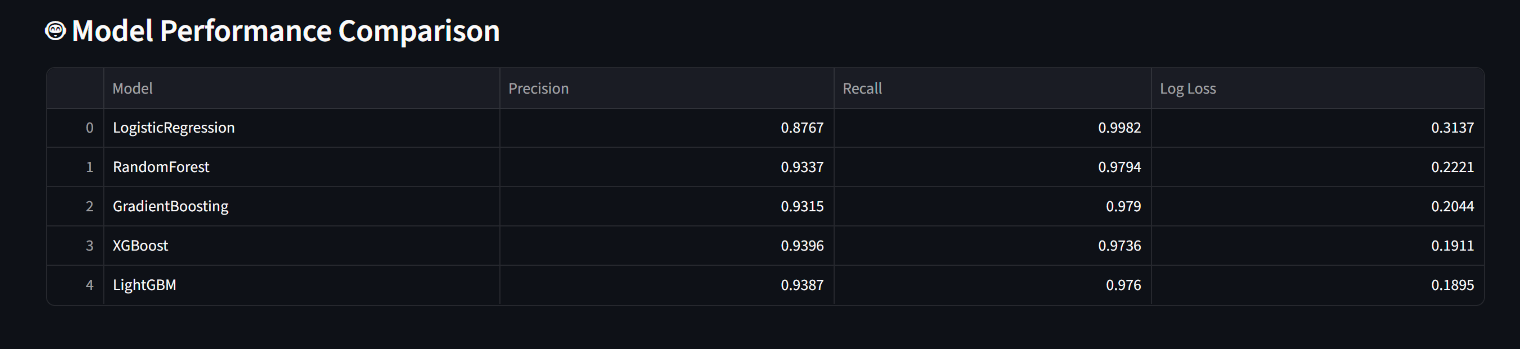 Model Performance Comparison
Model Precision Recall Log Loss
0 LogisticRegression 0.8767 0.9982 0.3137
1 RandomForest 0.9337 0.9794 0.2221
2 GradientBoosting 0.9315 0.979 0.2044
3 XGBoost 0.9396 0.9736 0.1911
4 LightGBM 0.9387 0.976 0.1895